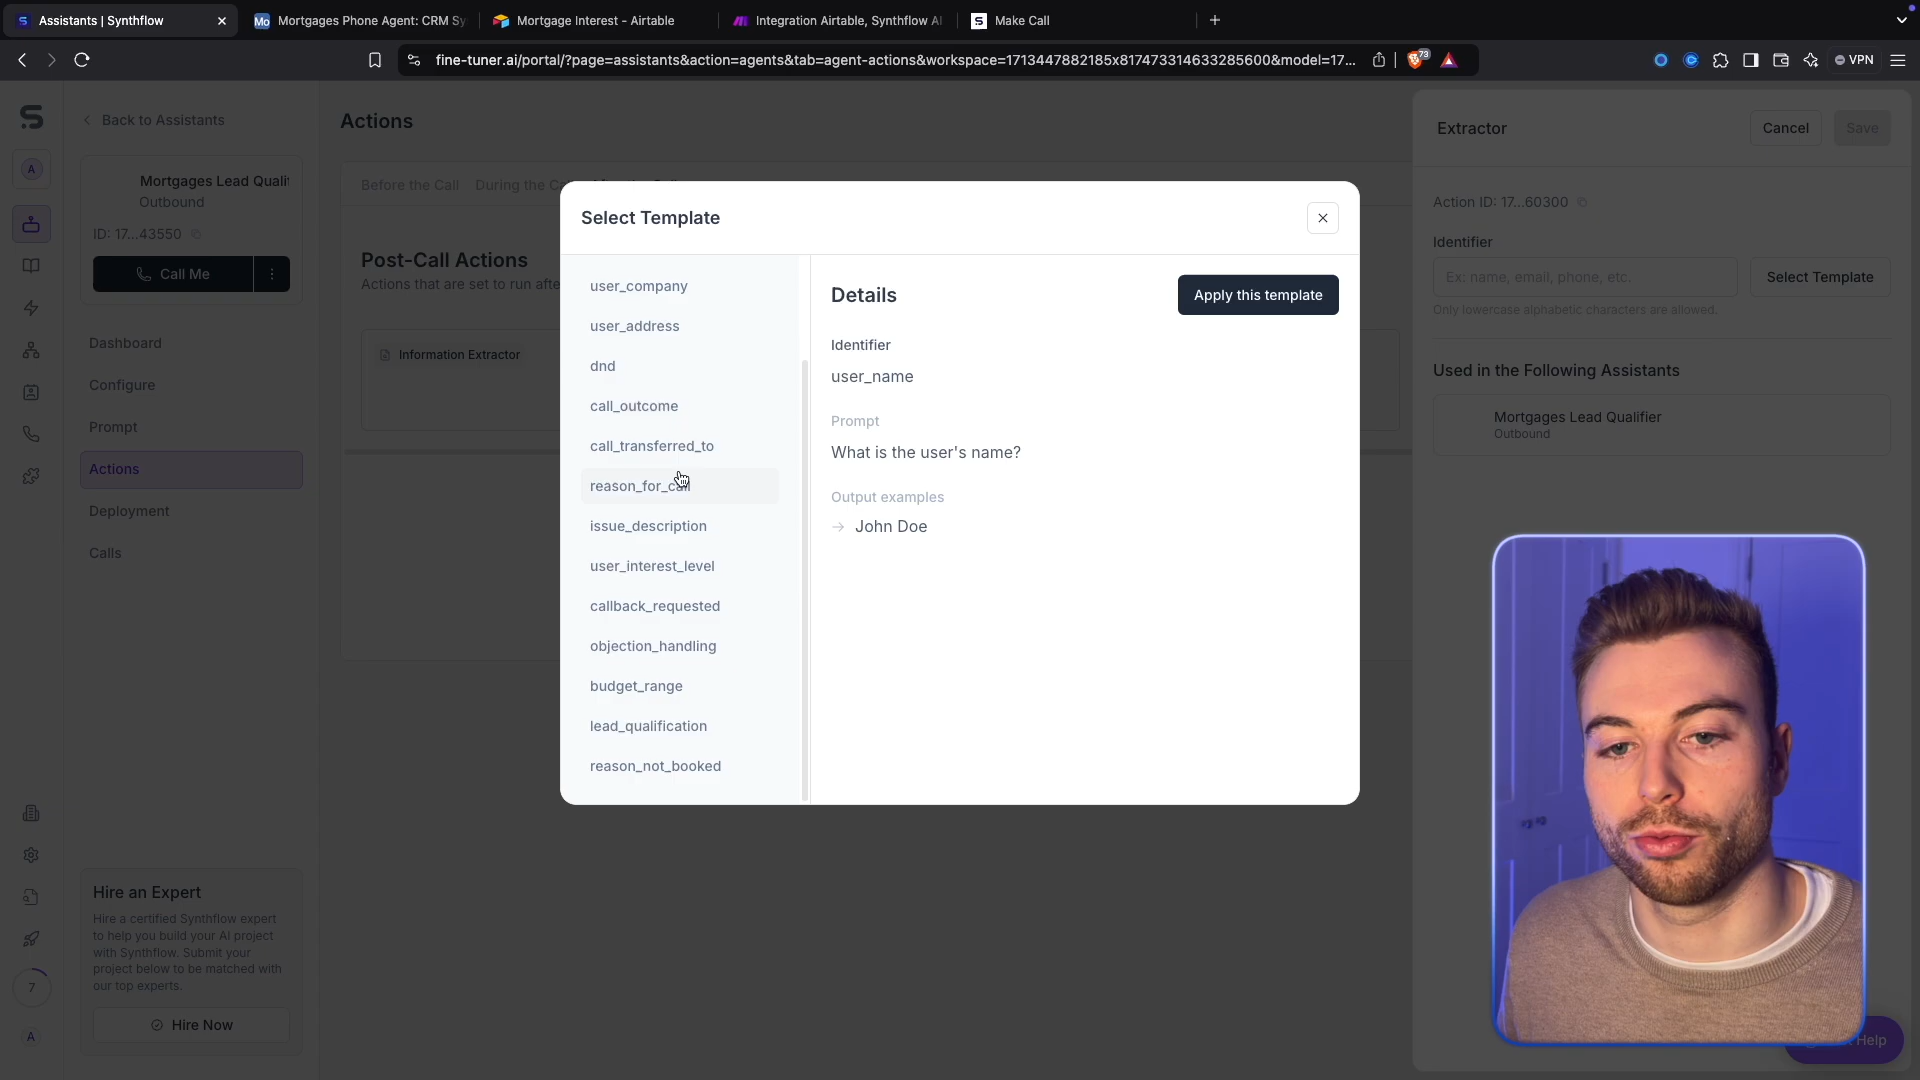 Assistants | Synthflow
Mortgages Phone Agent: CRM Sy
Mortgage Interest - Airtable
Integration Airtable, Synthflow AI
Make Call
fine-tuner.ai/portal/?page=assistants&action=agents&tab=agent-actions&workspace=1713447882185x817473314633285600&model=17...
73
VPN
Back to Assistants
A
Mortgages Lead Qualif
Outbound
ID: 17...43550
Call Me
Dashboard
Configure
Prompt
Actions
Deployment
Calls
Hire an Expert
Hire a certified Synthflow expert
to help you build your AI project
with Synthflow. Submit your
project below to be matched with
our top experts.
Hire Now
7
A
Actions
Before the Call
During the Ca
Post-Call Actions
Actions that are set to run afte
Information Extractor
Select Template
user_company
user_address
dnd
call_outcome
call_transferred_to
reason_for_call
issue_description
user_interest_level
callback_requested
objection_handling
budget_range
lead_qualification
reason_not_booked
Details
Apply this template
Identifier
user_name
Prompt
What is the user's name?
Output examples
John Doe
Extractor
Cancel
Save
Action ID: 17...60300
Identifier
Ex: name, email, phone, etc.
Select Template
Only lowercase alphabetic characters are allowed.
Used in the Following Assistants
Mortgages Lead Qualifier
Outbound
Help